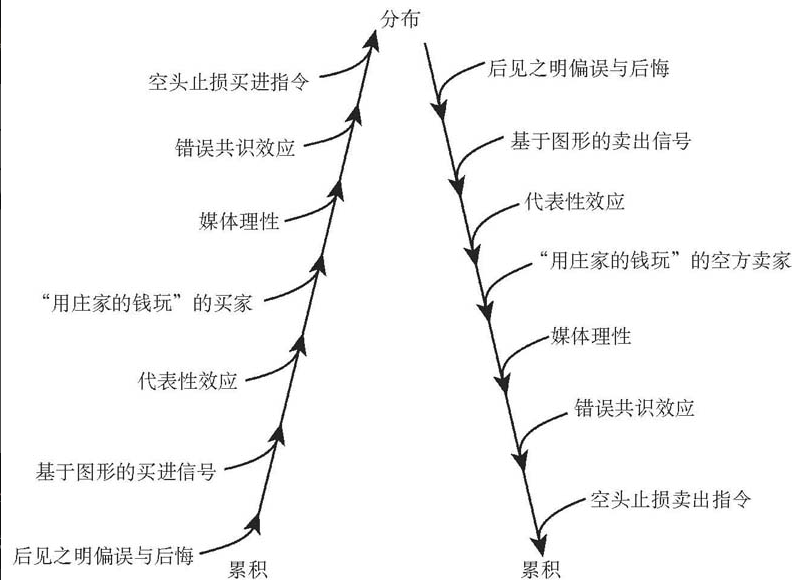 分布
空头止损买进指令
错误共识效应
媒体理性
“用庄家的钱玩”的买家
代表性效应
基于图形的买进信号
后见之明偏误与后悔
累积
后见之明偏误与后悔
基于图形的卖出信号
代表性效应
“用庄家的钱玩”的空方卖家
媒体理性
错误共识效应
空头止损卖出指令
累积